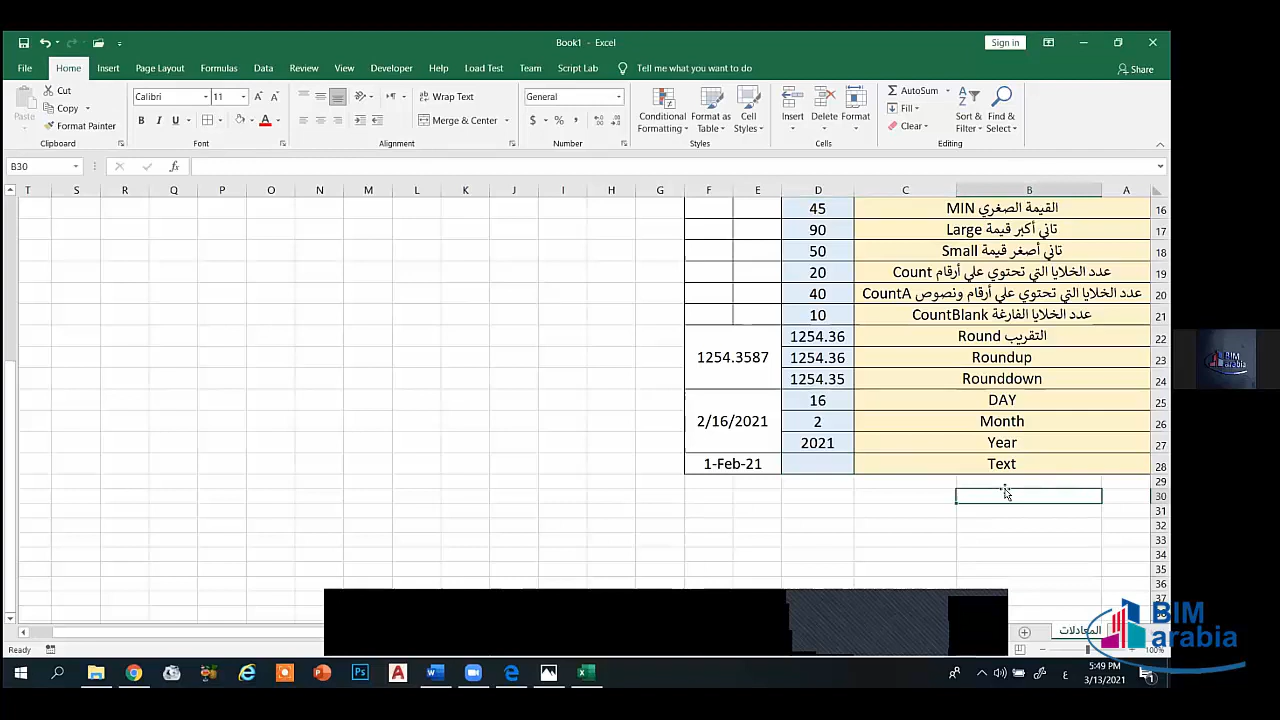 Book1 - Excel
Sign in
File Home Insert Page Layout Formulas Data Review View Developer Help Load Test Team Script Lab Tell me what you want to do Share
Paste
Cut
Copy
Format Painter
Clipboard
Calibri 11
B I U
Font
Wrap Text
Merge & Center
Alignment
General
$ % ,
Number
Conditional Formatting
Format as Table
Cell Styles
Styles
Insert
Delete
Format
Cells
AutoSum
Fill
Clear
Sort & Filter
Find & Select
Editing
B30
fx
T S R Q P O N M L K J I H G F E D C B A
45 القيمة الصغري MIN 16
90 تاني أكبر قيمة Large 17
50 تاني أصغر قيمة Small 18
20 عدد الخلايا التي تحتوي علي أرقام Count 19
40 عدد الخلايا التي تحتوي علي أرقام ونصوص CountA 20
10 عدد الخلايا الفارغة CountBlank 21
1254.36 التقريب Round 22
1254.3587 1254.36 Roundup 23
1254.35 Rounddown 24
16 DAY 25
2/16/2021 2 Month 26
2021 Year 27
1-Feb-21 Text 28
29
30
31
32
33
34
35
36
37
المعادلات
Ready
100%
BIM
arabia
BIM
arabia
5:49 PM
3/13/2021